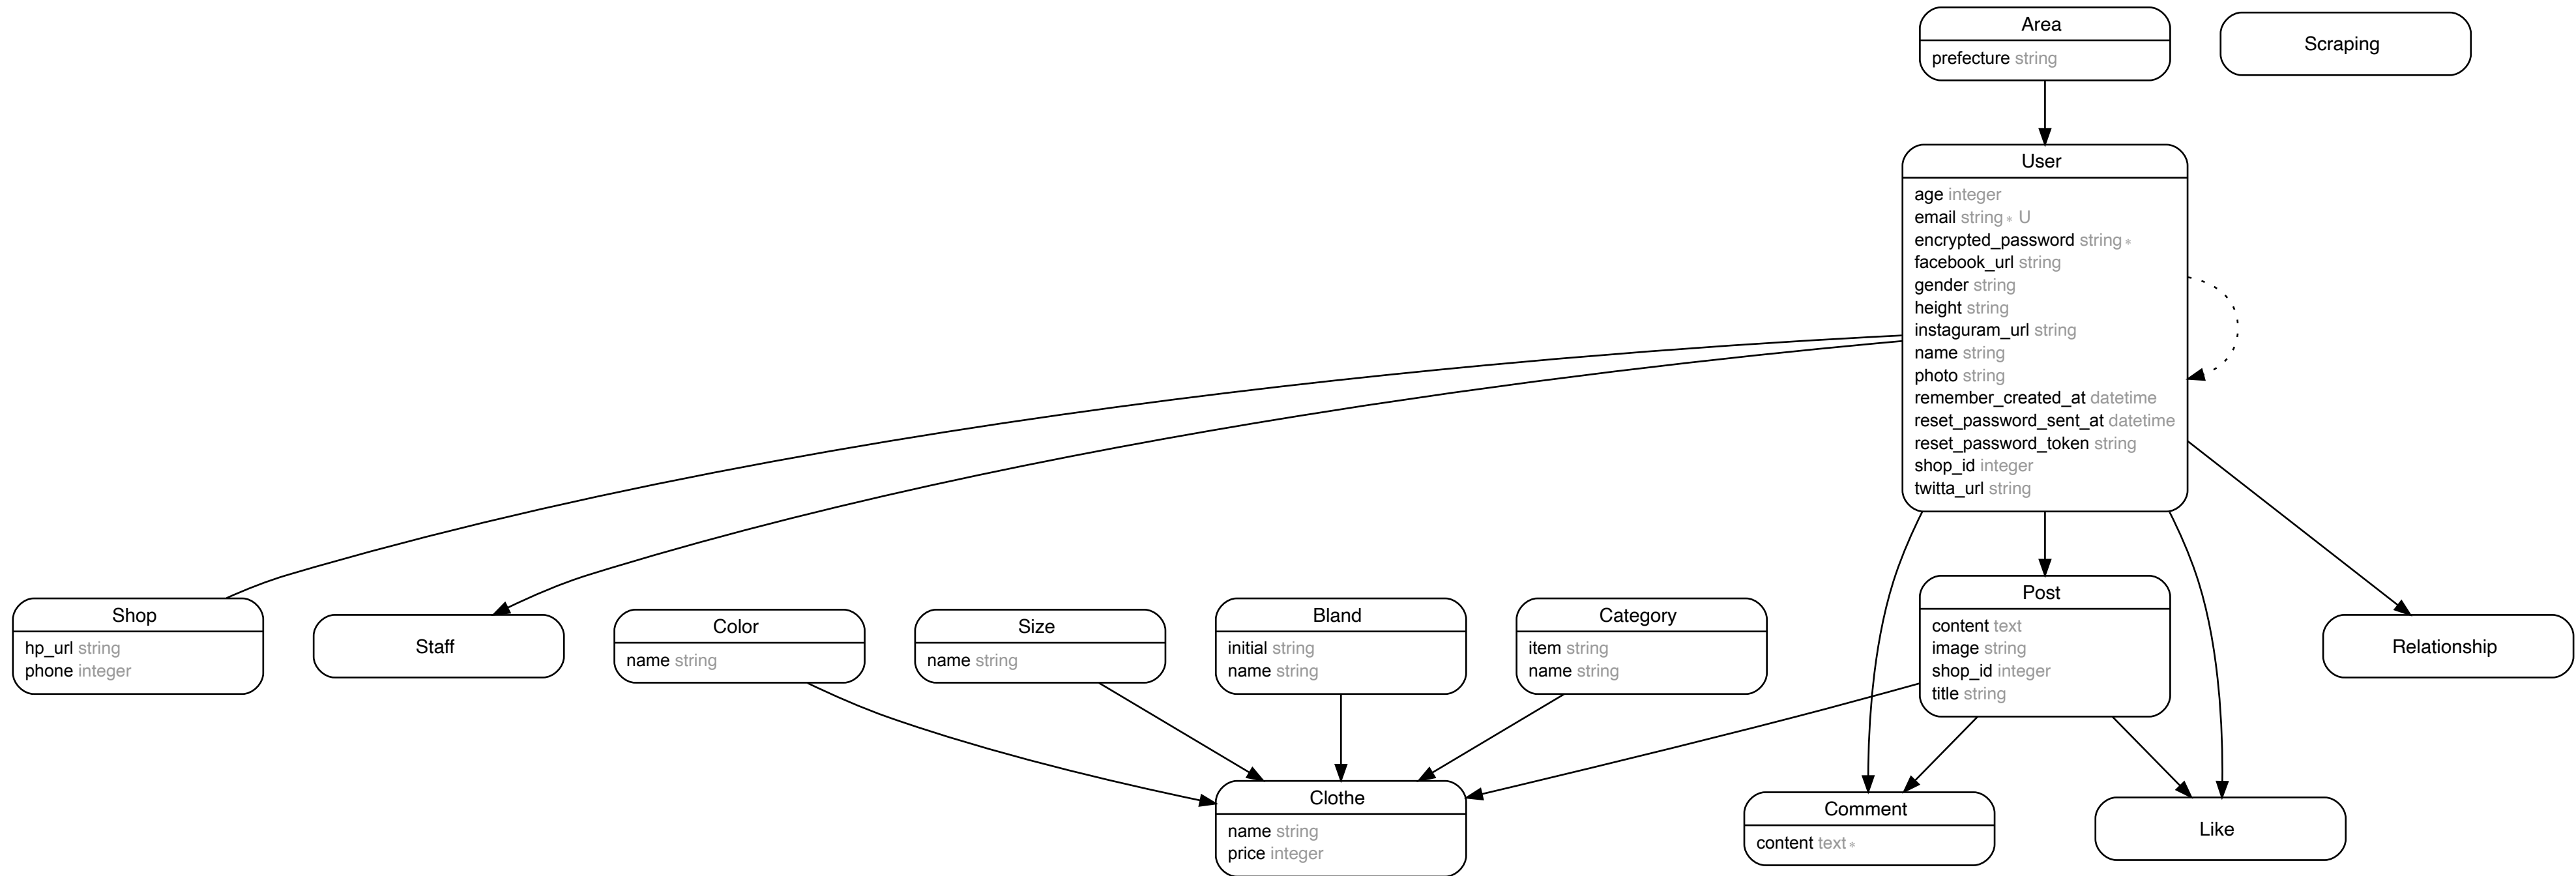 Area
prefecture string
Scraping
User
age integer
email string* U
encrypted_password string*
facebook_url string
gender string
height string
instaguram_url string
name string
photo string
remember_created_at datetime
reset_password_sent_at datetime
reset_password_token string
shop_id integer
twitta_url string
Shop
hp_url string
phone integer
Staff
Color
name string
Size
name string
Bland
initial string
name string
Category
item string
name string
Post
content text
image string
shop_id integer
title string
Relationship
Clothe
name string
price integer
Comment
content text*
Like